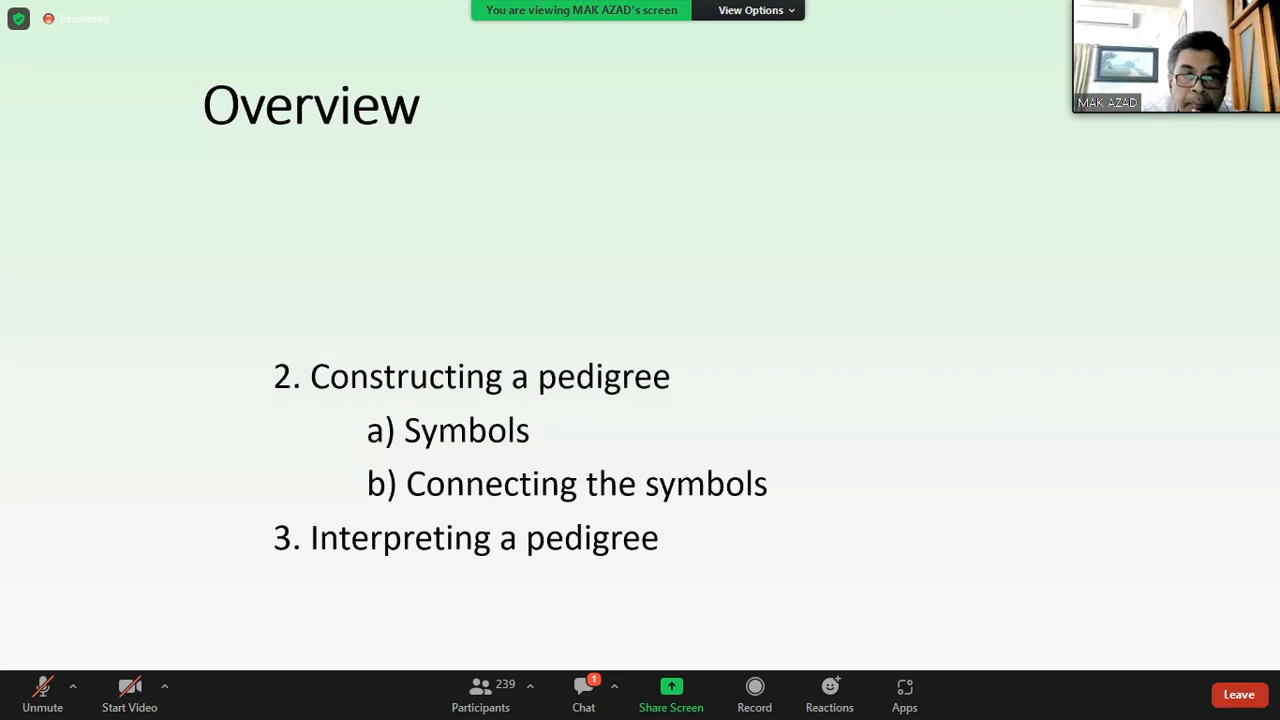 Recording
You are viewing MAK AZAD's screen
View Options
MAK AZAD
Overview
2. Constructing a pedigree
a) Symbols
b) Connecting the symbols
3. Interpreting a pedigree
Unmute
Start Video
239
Participants
1
Chat
Share Screen
Record
Reactions
Apps
Leave